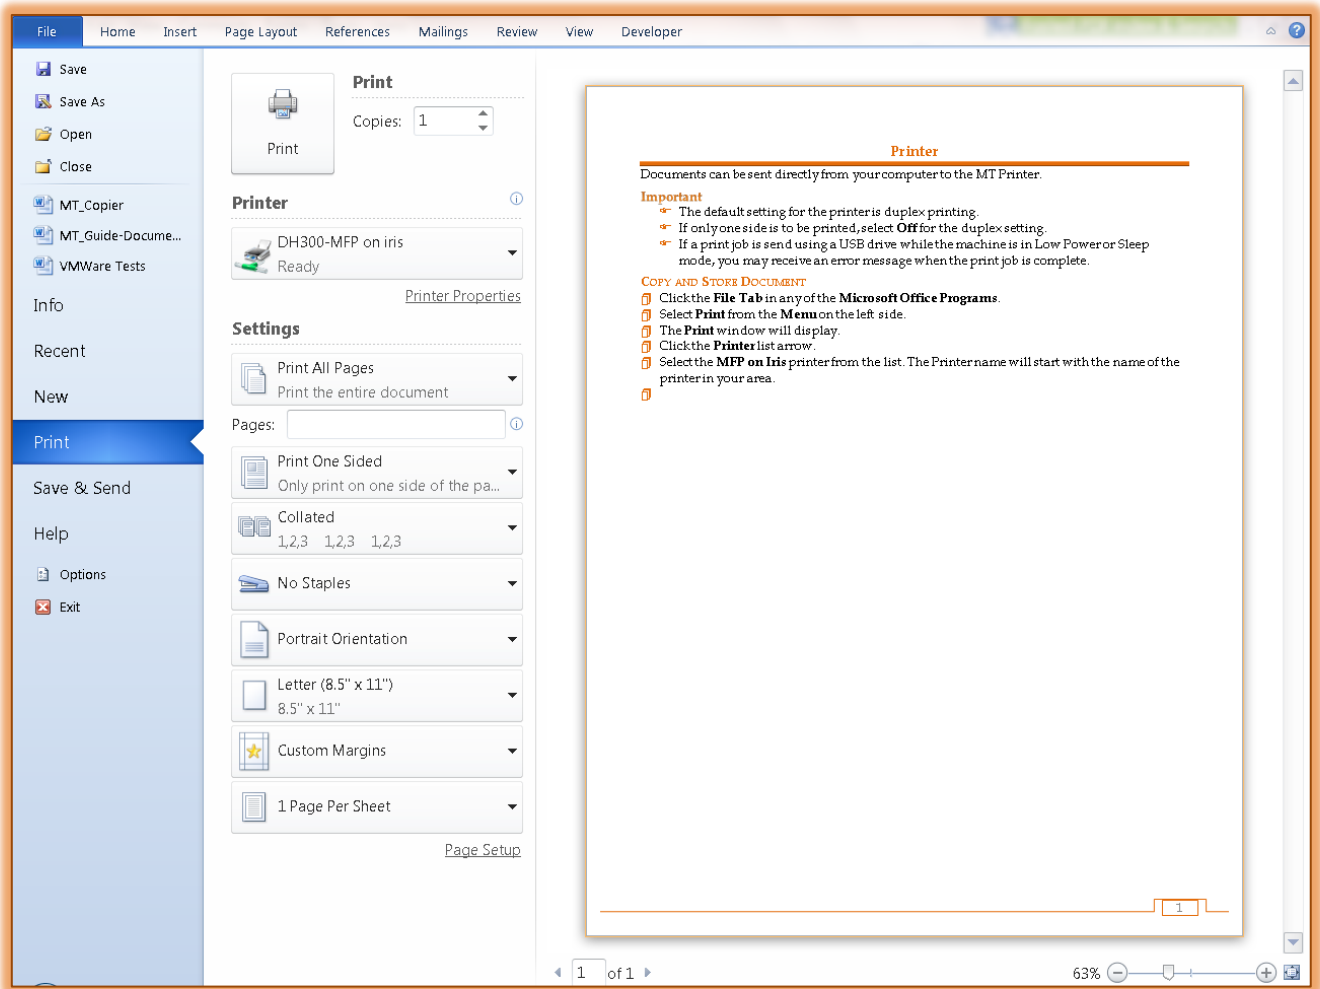 File Home Insert Page Layout References Mailings Review View Developer
Save
Save As
Open
Close
MT_Copier
MT_Guide-Docume...
VMWare Tests
Info
Recent
New
Print
Save & Send
Help
Options
Exit
Print
Print
Copies: 1
Printer
DH300-MFP on iris
Ready
Printer Properties
Settings
Print All Pages
Print the entire document
Pages:
Print One Sided
Only print on one side of the pa...
Collated
1,2,3 1,2,3 1,2,3
No Staples
Portrait Orientation
Letter (8.5" x 11")
8.5" x 11"
Custom Margins
1 Page Per Sheet
Page Setup
Printer
Documents can be sent directly from your computer to the MT Printer.
Important
The default setting for the printer is duplex printing.
If only one side is to be printed, select Off for the duplex setting.
If a print job is send using a USB drive while the machine is in Low Power or Sleep
mode, you may receive an error message when the print job is complete.
COPY AND STORE DOCUMENT
Click the File Tab in any of the Microsoft Office Programs.
Select Print from the Menu on the left side.
The Print window will display.
Click the Printer list arrow.
Select the MFP on Iris printer from the list. The Printer name will start with the name of the
printer in your area.
1
1 of 1
63%